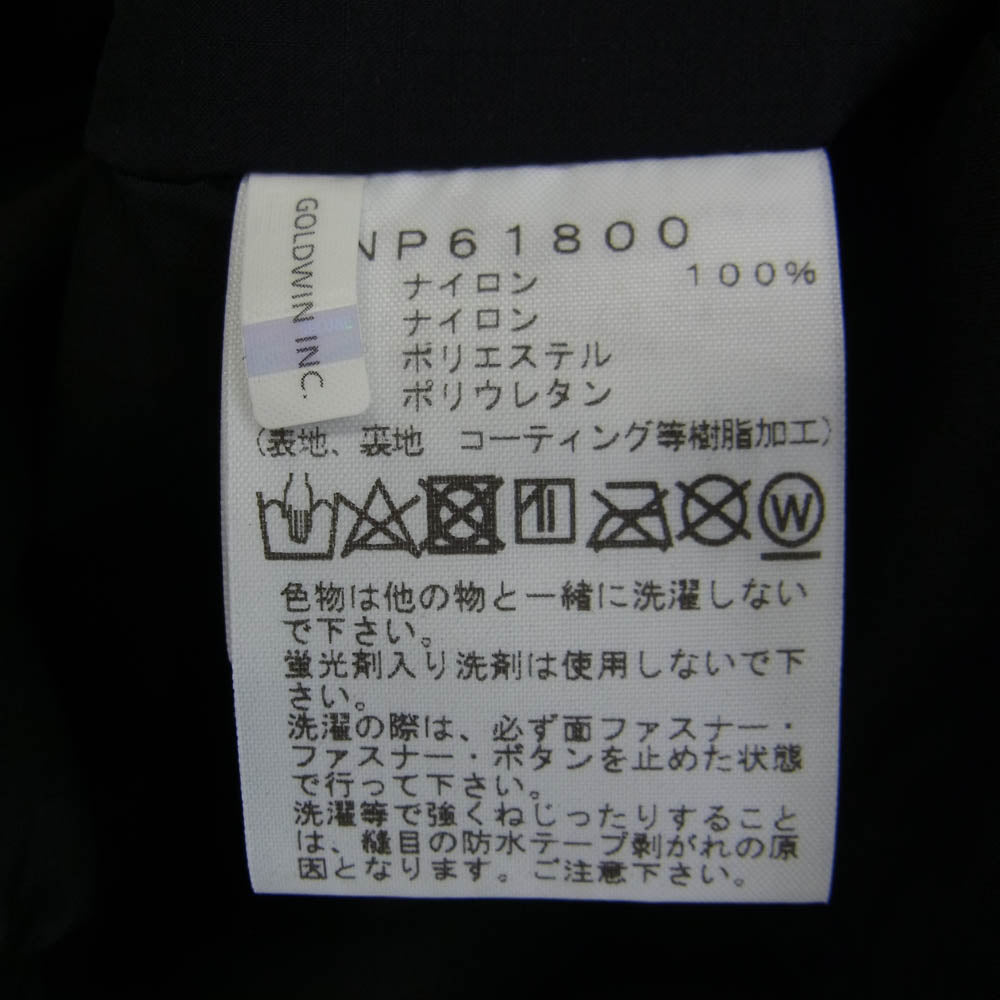 GOLDWIN INC.
NP61800
ナイロン 100%
ナイロン
ポリエステル
ポリウレタン
(表地、裏地 コーティング等樹脂加工)
W
色物は他の物と一緒に洗濯しない
で下さい。
蛍光剤入り洗剤は使用しないで下
さい。
洗濯の際は、必ず面ファスナー・
ファスナー・ボタンを止めた状態
で行って下さい。
洗濯等で強くねじったりすること
は、縫目の防水テープ剥がれの原
因となります。ご注意下さい。